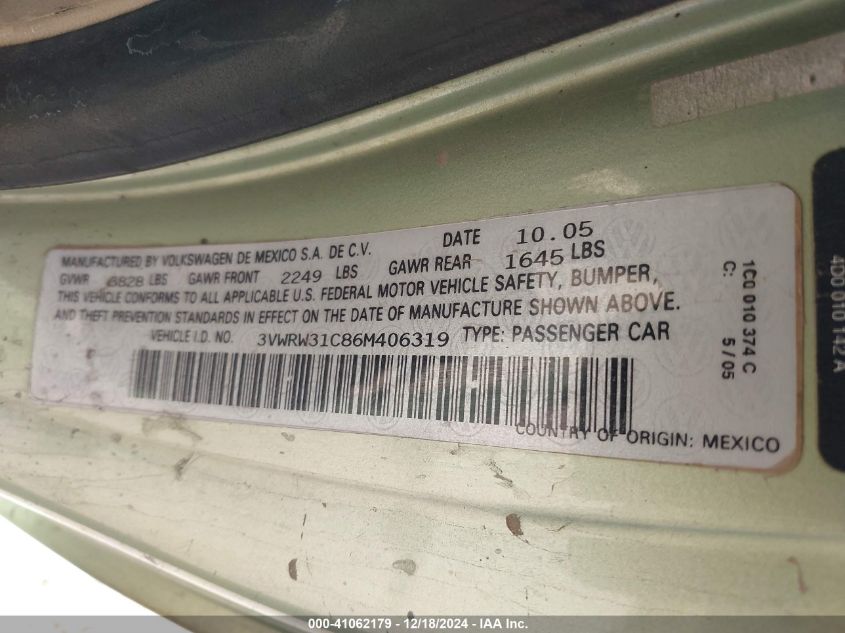 MANUFACTURED BY VOLKSWAGEN DE MEXICO S.A. DE C.V. DATE 10.05
GVWR 3828 LBS GAWR FRONT 2249 LBS GAWR REAR 1645 LBS
THIS VEHICLE CONFORMS TO ALL APPLICABLE U.S. FEDERAL MOTOR VEHICLE SAFETY, BUMPER,
AND THEFT PREVENTION STANDARDS IN EFFECT ON THE DATE OF MANUFACTURE SHOWN ABOVE.
VEHICLE I.D. NO. 3VWRW31C86M406319 TYPE: PASSENGER CAR
COUNTRY OF ORIGIN: MEXICO
1C0 010 374 C
C: 5/05
4D0 010 142 A
000-41062179 - 12/18/2024 - IAA Inc.